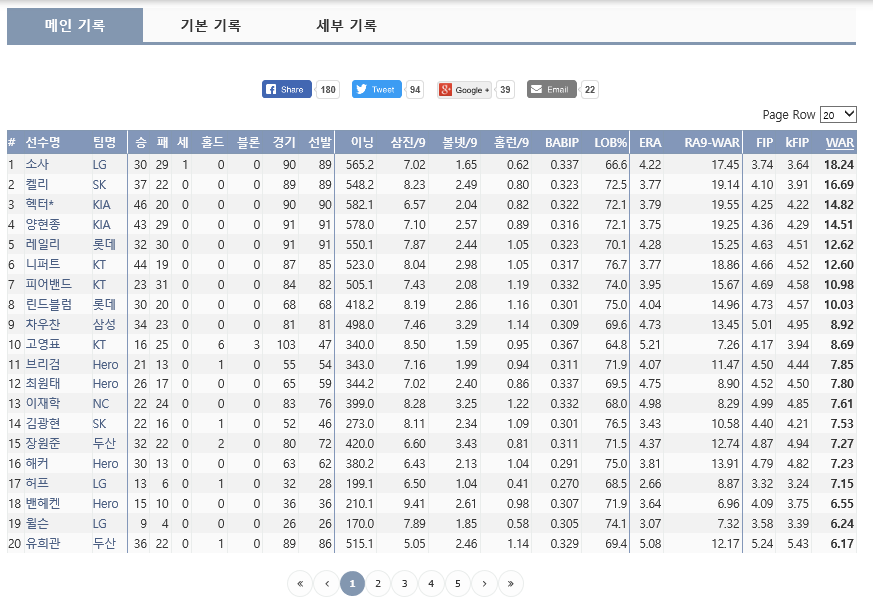 메인 기록 기본 기록 세부 기록
Share 180 Tweet 94 Google + 39 Email 22
Page Row 20
# 선수명 팀명 승 패 세 홀드 블론 경기 선발 이닝 삼진/9 볼넷/9 홈런/9 BABIP LOB% ERA RA9-WAR FIP kFIP WAR
1 소사 LG 30 29 1 0 0 90 89 565.2 7.02 1.65 0.62 0.337 66.6 4.22 17.45 3.74 3.64 18.24
2 켈리 SK 37 22 0 0 0 89 89 548.2 8.23 2.49 0.80 0.323 72.5 3.77 19.14 4.10 3.91 16.69
3 헥터* KIA 46 20 0 0 0 90 90 582.1 6.57 2.04 0.82 0.322 72.1 3.79 19.55 4.25 4.22 14.82
4 양현종 KIA 43 29 0 0 0 91 91 578.0 7.10 2.57 0.89 0.316 72.1 3.75 19.25 4.36 4.29 14.51
5 레일리 롯데 32 30 0 0 0 91 91 550.1 7.87 2.44 1.05 0.323 70.1 4.28 15.25 4.63 4.51 12.62
6 니퍼트 KT 44 19 0 0 0 87 85 523.0 8.04 2.98 1.05 0.317 76.7 3.77 18.86 4.66 4.52 12.60
7 피어밴드 KT 23 31 0 0 0 84 82 505.1 7.43 2.08 1.19 0.332 74.0 3.95 15.67 4.69 4.58 10.98
8 린드블럼 롯데 30 20 0 0 0 68 68 418.2 8.19 2.86 1.16 0.301 75.0 4.04 14.96 4.73 4.57 10.03
9 차우찬 삼성 34 23 0 0 0 81 81 498.0 7.46 3.29 1.14 0.309 69.6 4.73 13.45 5.01 4.95 8.92
10 고영표 KT 16 25 0 6 3 103 47 340.0 8.50 1.59 0.95 0.367 64.8 5.21 7.26 4.17 3.94 8.69
11 브리검 Hero 21 13 0 1 0 55 54 343.0 7.16 1.99 0.94 0.311 71.9 4.07 11.47 4.50 4.44 7.85
12 최원태 Hero 26 17 0 0 0 65 59 344.2 7.02 2.40 0.86 0.337 69.5 4.75 8.90 4.52 4.50 7.80
13 이재학 NC 22 24 0 0 0 83 76 399.0 8.28 3.25 1.22 0.332 68.0 4.98 8.29 4.99 4.85 7.61
14 김광현 SK 22 16 0 1 0 52 46 273.0 8.11 2.34 1.09 0.301 76.5 3.43 10.58 4.40 4.21 7.53
15 장원준 두산 32 22 0 2 0 80 72 420.0 6.60 3.43 0.81 0.311 71.5 4.37 12.74 4.87 4.94 7.27
16 해커 Hero 30 13 0 0 0 63 62 380.2 6.43 2.13 1.04 0.291 75.0 3.81 13.91 4.79 4.82 7.23
17 허프 LG 13 6 0 1 0 32 28 199.1 6.50 1.04 0.41 0.270 68.5 2.66 8.87 3.32 3.24 7.15
18 밴헤켄 Hero 15 10 0 0 0 36 36 210.1 9.41 2.61 0.98 0.307 71.9 3.64 6.96 4.09 3.75 6.55
19 윌슨 LG 9 4 0 0 0 26 26 170.0 7.89 1.85 0.58 0.305 74.1 3.07 7.32 3.58 3.39 6.24
20 유희관 두산 36 22 0 1 0 89 86 515.1 5.05 2.46 1.14 0.329 69.4 5.08 12.17 5.24 5.43 6.17
« ‹ 1 2 3 4 5 › »